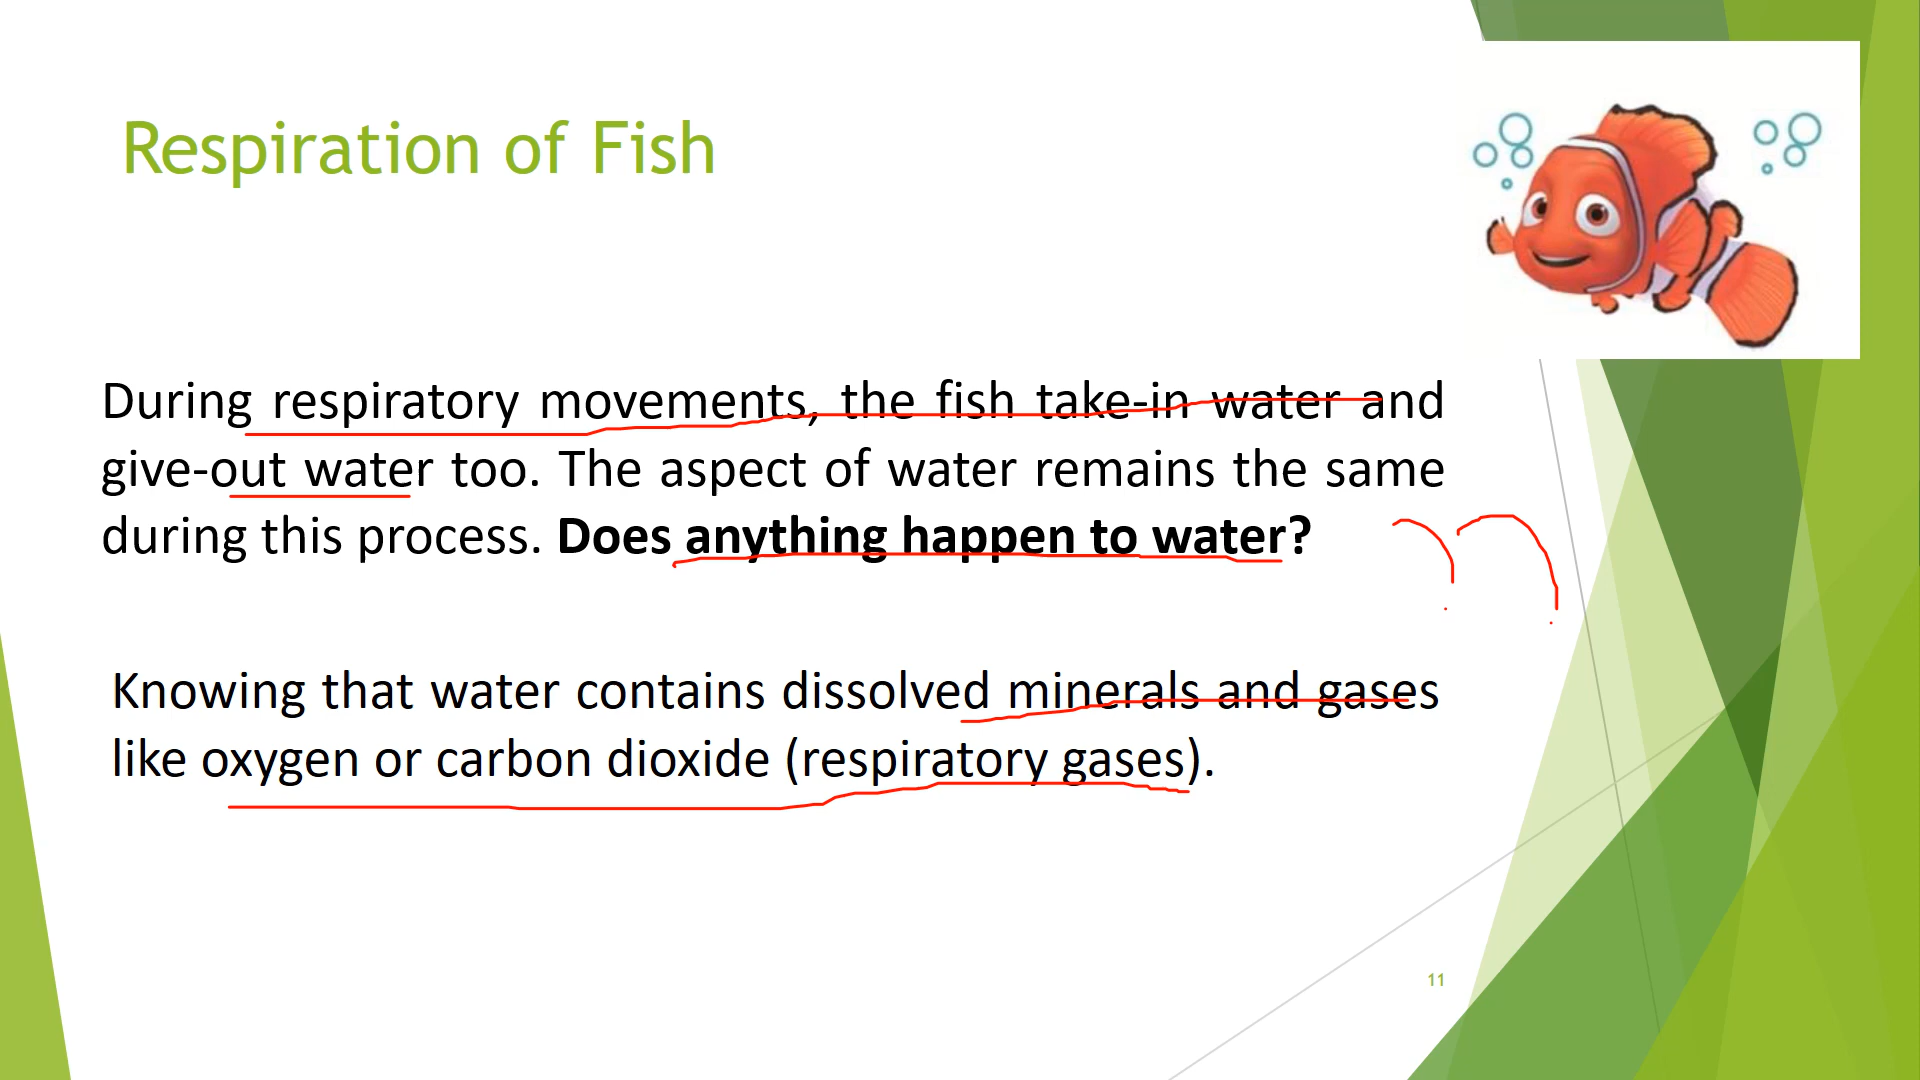 Respiration of Fish
During respiratory movements, the fish take-in water and
give-out water too. The aspect of water remains the same
during this process. Does anything happen to water?
Knowing that water contains dissolved minerals and gases
like oxygen or carbon dioxide (respiratory gases).
11